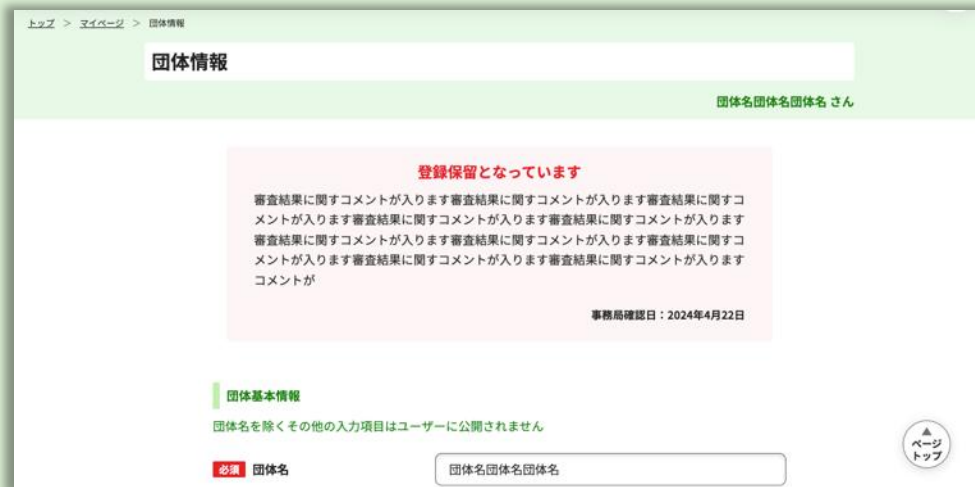 トップ ＞ マイページ ＞ 団体情報
団体情報
団体名団体名団体名 さん
登録保留となっています
審査結果に関すコメントが入ります審査結果に関すコメントが入ります審査結果に関すコ
メントが入ります審査結果に関すコメントが入ります審査結果に関すコメントが入ります
審査結果に関すコメントが入ります審査結果に関すコメントが入ります審査結果に関すコ
メントが入ります審査結果に関すコメントが入ります審査結果に関すコメントが入ります
コメントが
事務局確認日：2024年4月22日
団体基本情報
団体名を除くその他の入力項目はユーザーに公開されません
必須 団体名 団体名団体名団体名
▲
ページ
トップ